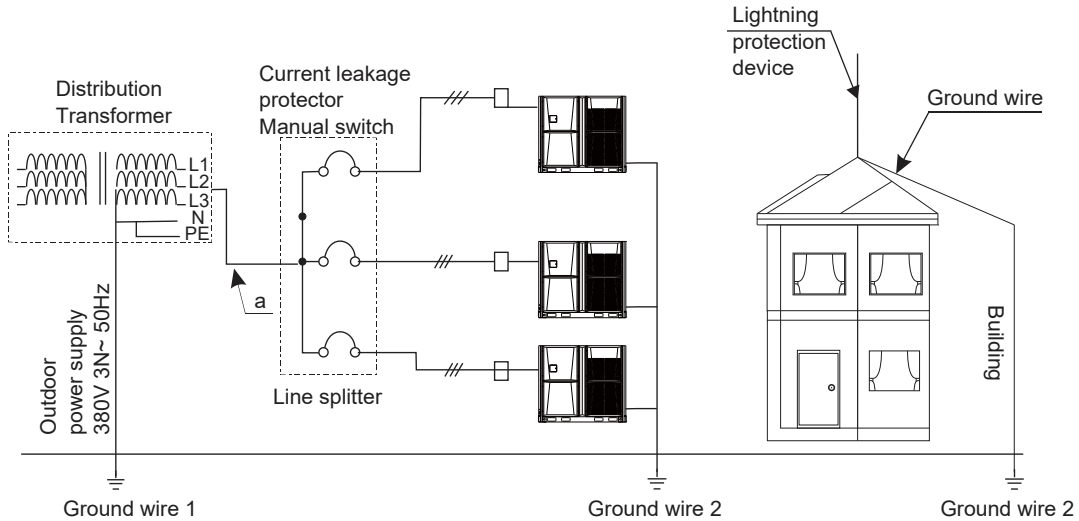 Distribution
Transformer
L1
L2
L3
N
PE
a
Outdoor
power supply
380V 3N~ 50Hz
Ground wire 1
Current leakage
protector
Manual switch
Line splitter
Ground wire 2
Lightning
protection
device
Ground wire
Building
Ground wire 2